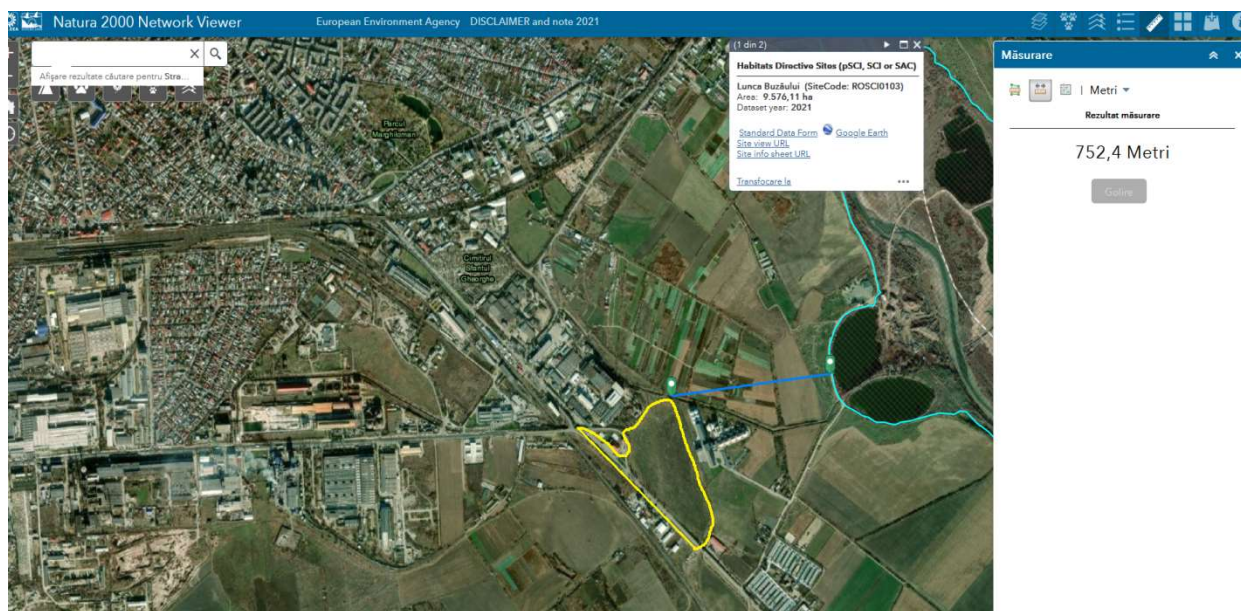 Natura 2000 Network Viewer
European Environment Agency DISCLAIMER and note 2021
Afișare rezultate căutare pentru Stra...
Parcul
Marghiloman
Cimitirul
Sfantul
Gheorghe
(1 din 2)
Habitats Directive Sites (pSCI, SCI or SAC)
Lunca Buzăului (SiteCode: ROSCI0103)
Area: 9.576,11 ha
Dataset year: 2021
Standard Data Form Google Earth
Site view URL
Site info sheet URL
Transfocare la
Măsurare
Metri
Rezultat măsurare
752,4 Metri
Golire